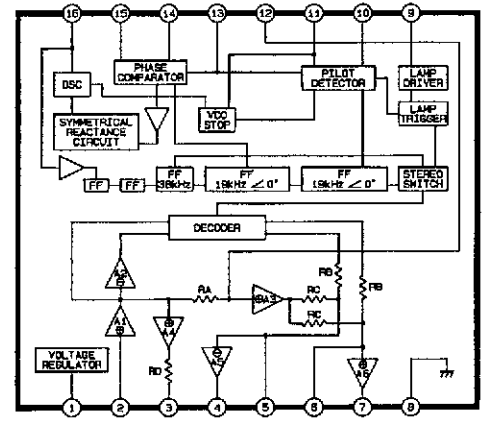 16 15 14 13 12 11 10 9
PHASE
COMPARATOR
PILOT
DETECTOR
LAMP
DRIVER
OSC
VCO
STOP
LAMP
TRIGGER
SYMMETRICAL
REACTANCE
CIRCUIT
FF
FF
FF
38kHz
FF
19kHz ∠0°
FF
19kHz ∠0°
STEREO
SWITCH
DECODER
A2
⊖
RA
⊖A3
RC
RB
RB
RC
A1
⊕
⊕
A4
⊖
A5
RD
⊕
A6
VOLTAGE
REGULATOR
1 2 3 4 5 6 7 8